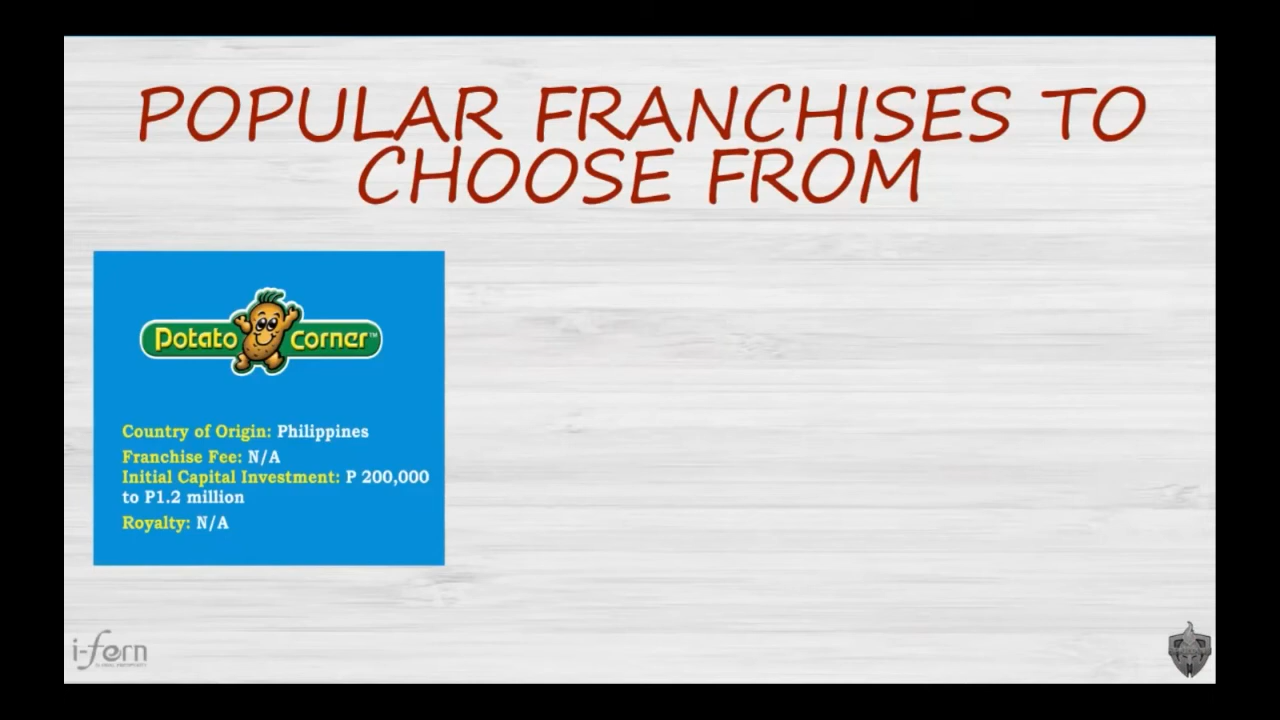 POPULAR FRANCHISES TO
CHOOSE FROM
Potato Corner™
Country of Origin: Philippines
Franchise Fee: N/A
Initial Capital Investment: P 200,000
to P1.2 million
Royalty: N/A
i-fern